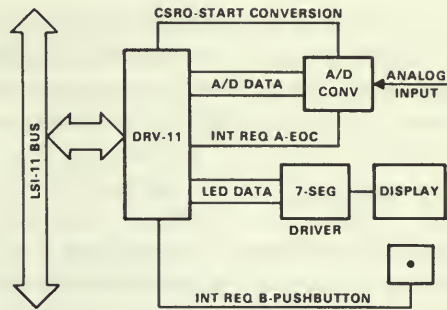 CSRO-START CONVERSION
A/D DATA
A/D
CONV
ANALOG
INPUT
LSI-11 BUS
DRV-11
INT REQ A-EOC
LED DATA
7-SEG
DISPLAY
DRIVER
INT REQ B-PUSHBUTTON